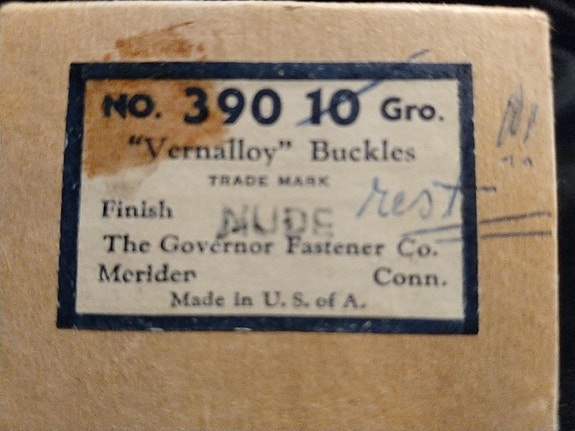 NO. 390 10 Gro.
"Vernalloy" Buckles
TRADE MARK
rest
Finish NUDE
The Governor Fastener Co.
Meriden Conn.
Made in U. S. of A.